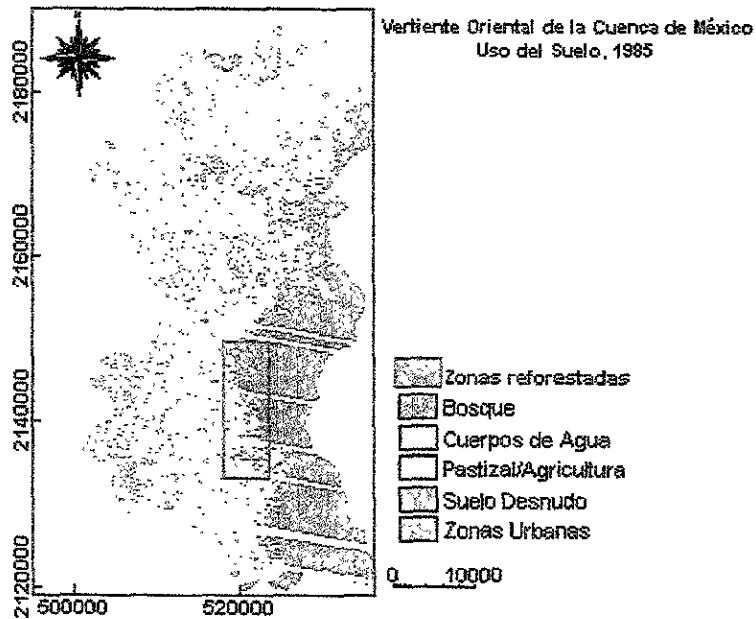 Vertiente Oriental de la Cuenca de México
Uso del Suelo, 1985
2180000
2160000
2140000
2120000
500000
520000
Zonas reforestadas
Bosque
Cuerpos de Agua
Pastizal/Agricultura
Suelo Desnudo
Zonas Urbanas
0 10000